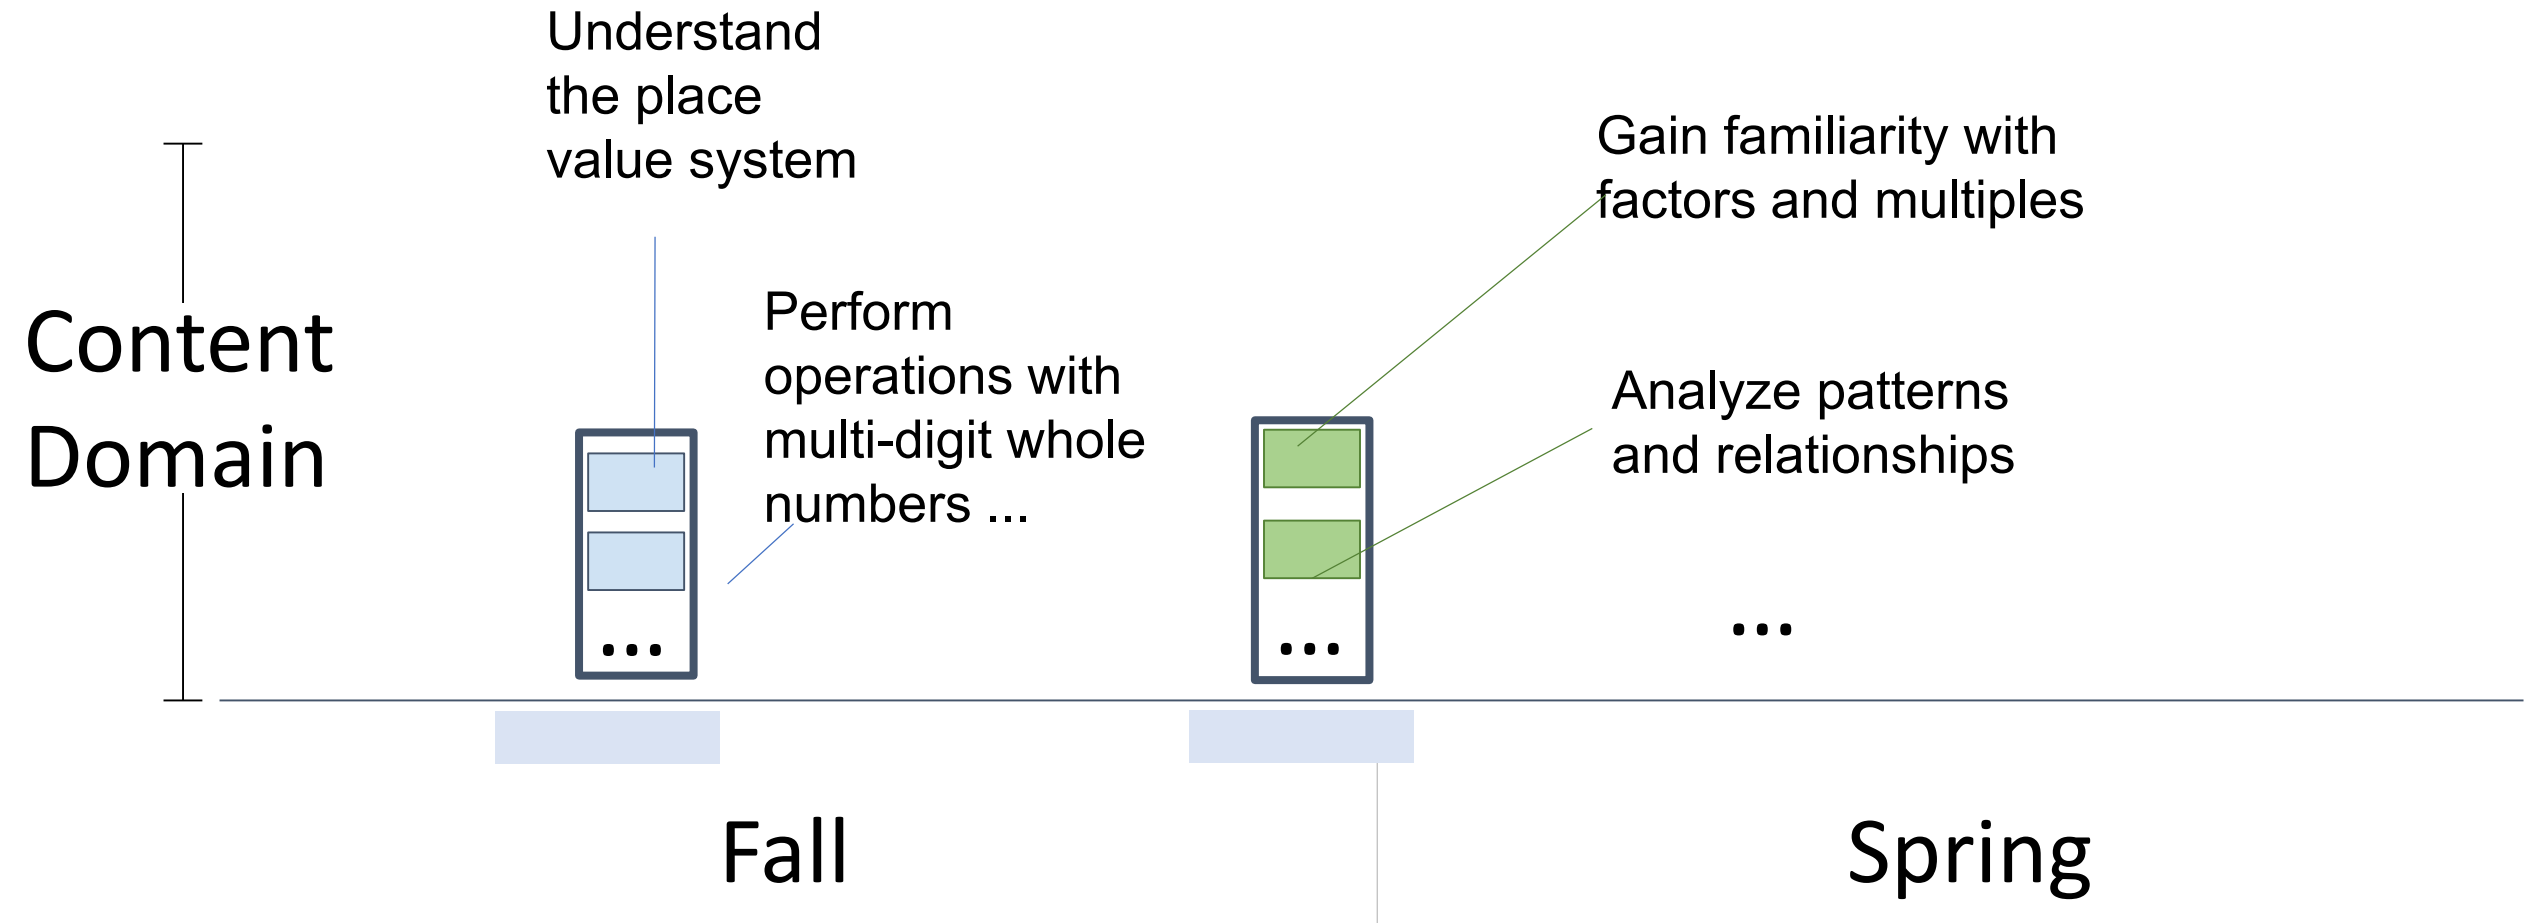 Understand
the place
value system
Gain familiarity with
factors and multiples
Perform
operations with
multi-digit whole
numbers ...
Content
Domain
Analyze patterns
and relationships
...
...
...
Fall
Spring